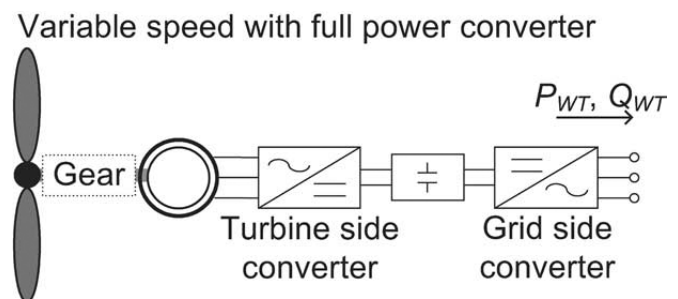 Variable speed with full power converter
P_WT, Q_WT
Gear
Turbine side
converter
Grid side
converter